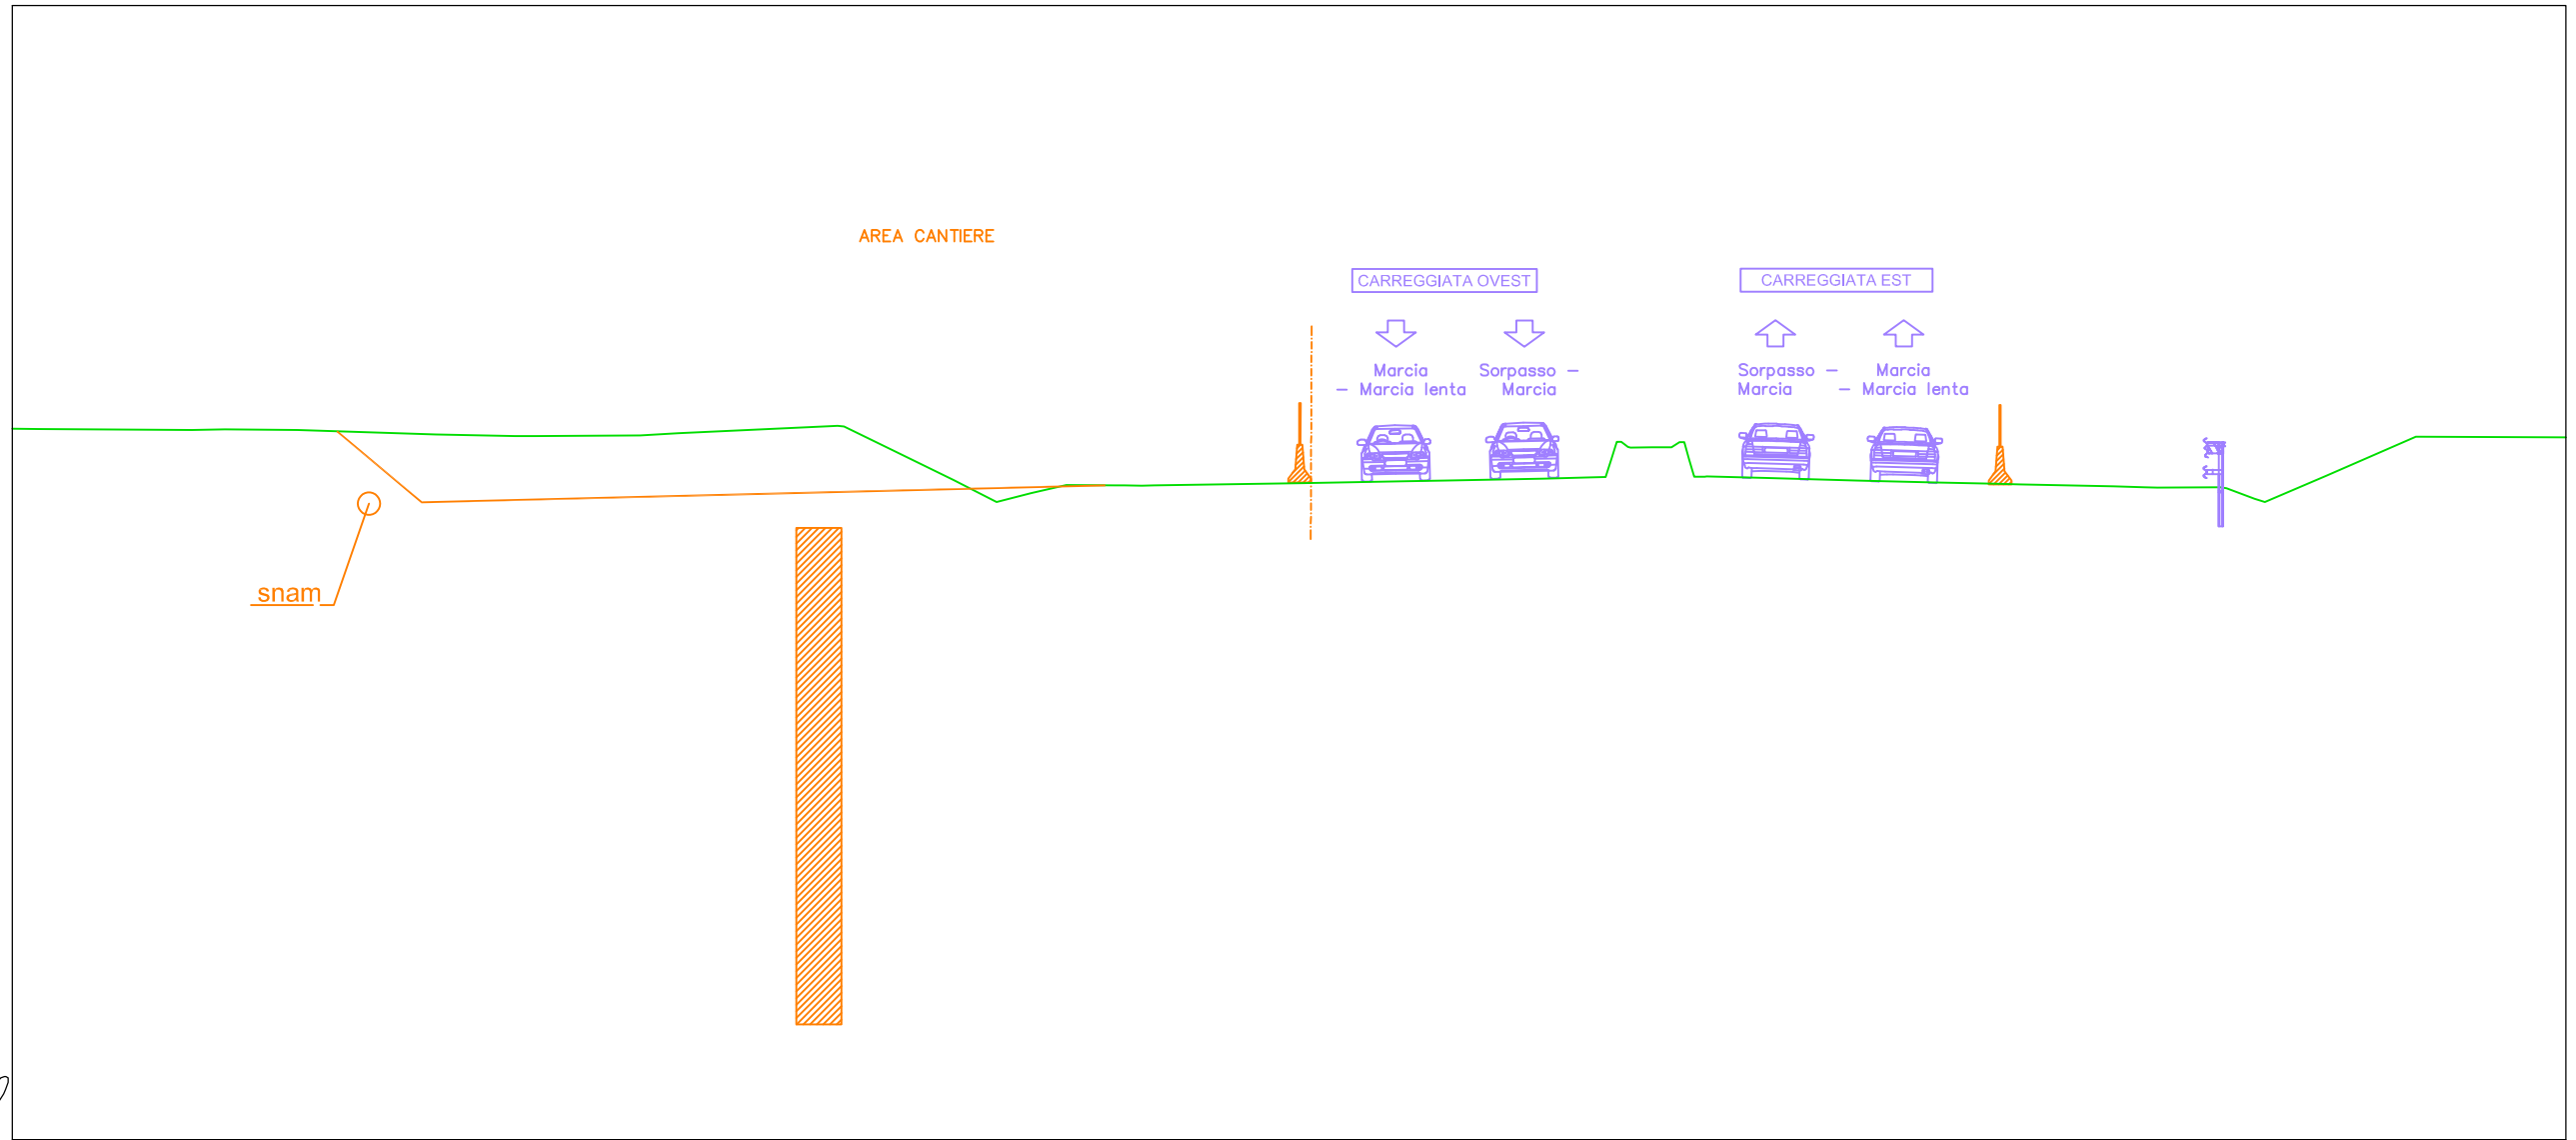 AREA CANTIERE
CARREGGIATA OVEST
CARREGGIATA EST
Marcia
- Marcia lenta
Sorpasso -
Marcia
Sorpasso -
Marcia
Marcia
- Marcia lenta
snam